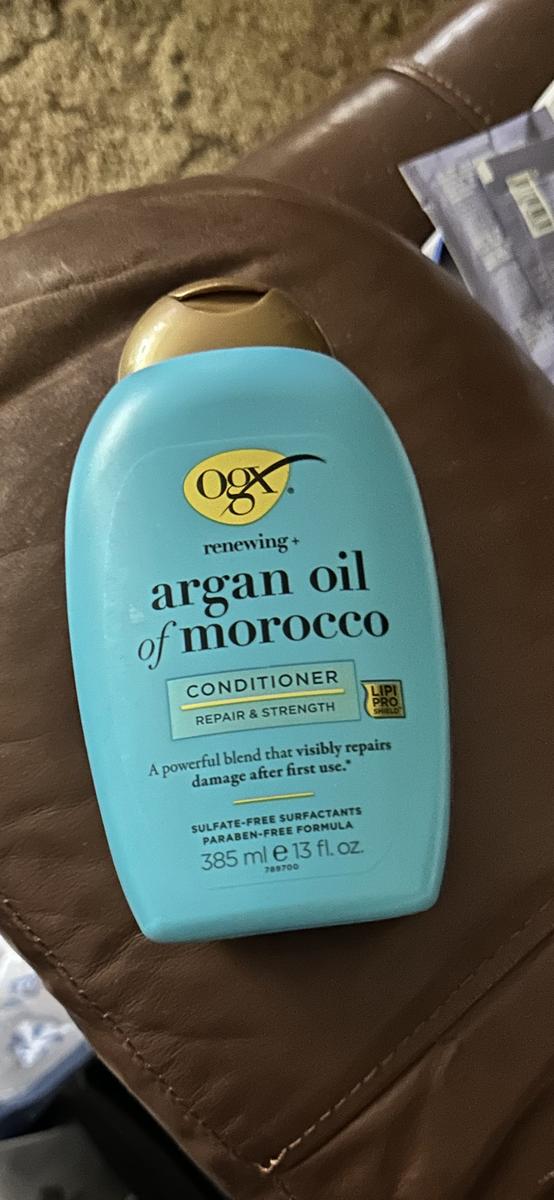 ogx
renewing+
argan oil
of morocco
CONDITIONER
REPAIR & STRENGTH
LIPI
PRO
SHIELD™
A powerful blend that visibly repairs
damage after first use.*
SULFATE-FREE SURFACTANTS
PARABEN-FREE FORMULA
385 ml e 13 fl. oz.
789700